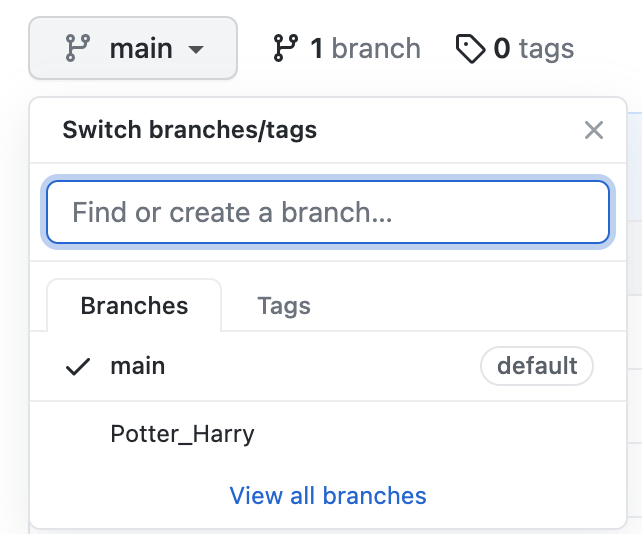 main 1 branch 0 tags
Switch branches/tags
Find or create a branch...
Branches Tags
main default
Potter_Harry
View all branches